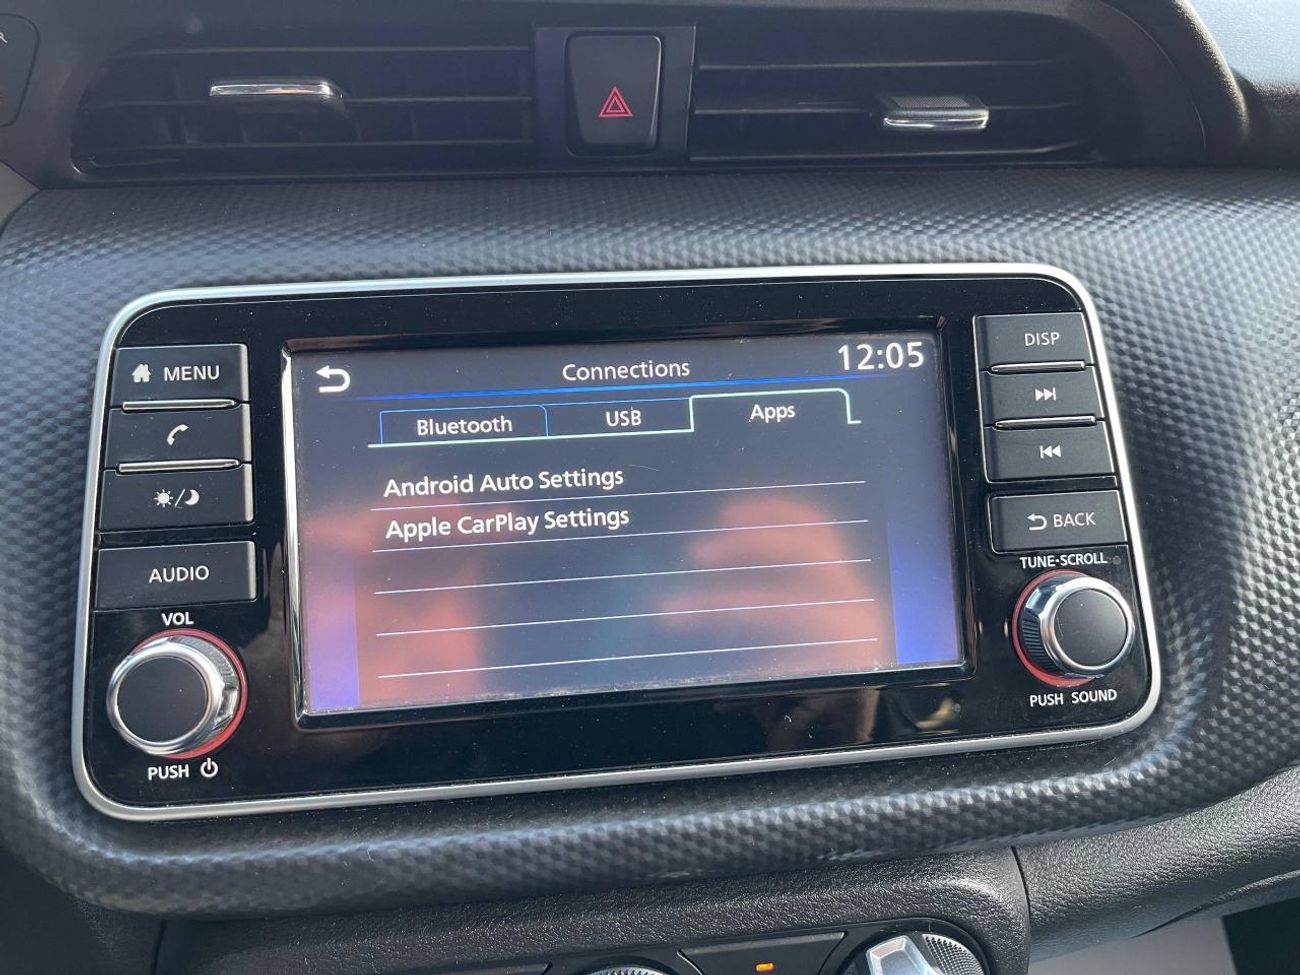 MENU
AUDIO
VOL
PUSH
Connections
12:05
Bluetooth
USB
Apps
Android Auto Settings
Apple CarPlay Settings
DISP
BACK
TUNE·SCROLL
PUSH SOUND